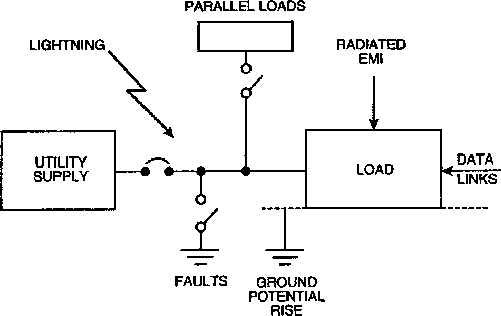 PARALLEL LOADS
LIGHTNING
RADIATED
EMI
UTILITY
SUPPLY
LOAD
DATA
LINKS
FAULTS
GROUND
POTENTIAL
RISE